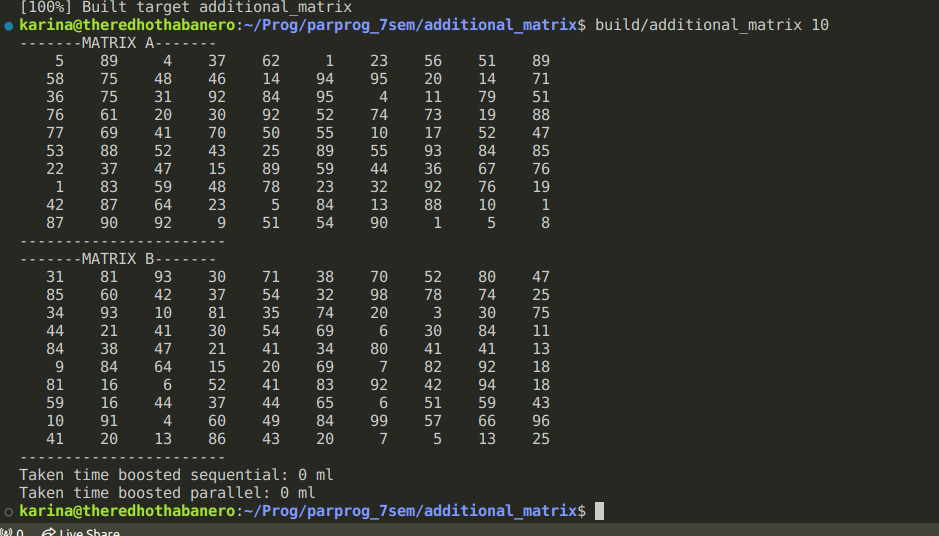 [100%] Built target additional_matrix
karina@theredhothabanero:~/Prog/parprog_7sem/additional_matrix$ build/additional_matrix 10
-------MATRIX A-------
5 89 4 37 62 1 23 56 51 89
58 75 48 46 14 94 95 20 14 71
36 75 31 92 84 95 4 11 79 51
76 61 20 30 92 52 74 73 19 88
77 69 41 70 50 55 10 17 52 47
53 88 52 43 25 89 55 93 84 85
22 37 47 15 89 59 44 36 67 76
1 83 59 48 78 23 32 92 76 19
42 87 64 23 5 84 13 88 10 1
87 90 92 9 51 54 90 1 5 8
-----------------------
-------MATRIX B-------
31 81 93 30 71 38 70 52 80 47
85 60 42 37 54 32 98 78 74 25
34 93 10 81 35 74 20 3 30 75
44 21 41 30 54 69 6 30 84 11
84 38 47 21 41 34 80 41 41 13
9 84 64 15 20 69 7 82 92 18
81 16 6 52 41 83 92 42 94 18
59 16 44 37 44 65 6 51 59 43
10 91 4 60 49 84 99 57 66 96
41 20 13 86 43 20 7 5 13 25
-----------------------
Taken time boosted sequential: 0 ml
Taken time boosted parallel: 0 ml
karina@theredhothabanero:~/Prog/parprog_7sem/additional_matrix$
0 Live Share